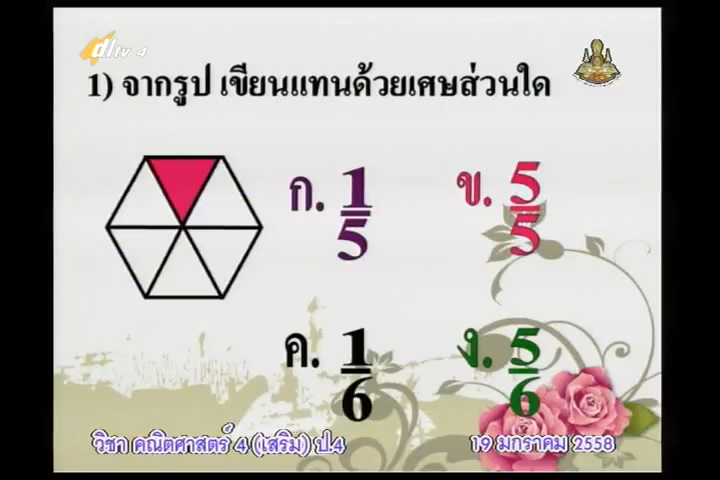 dltv 4
1) จากรูป เขียนแทนด้วยเศษส่วนใด
ก. 1/5
ข. 5/5
ค. 1/6
ง. 5/6
วิชา คณิตศาสตร์ 4 (เสริม) ป.4
19 มกราคม 2558